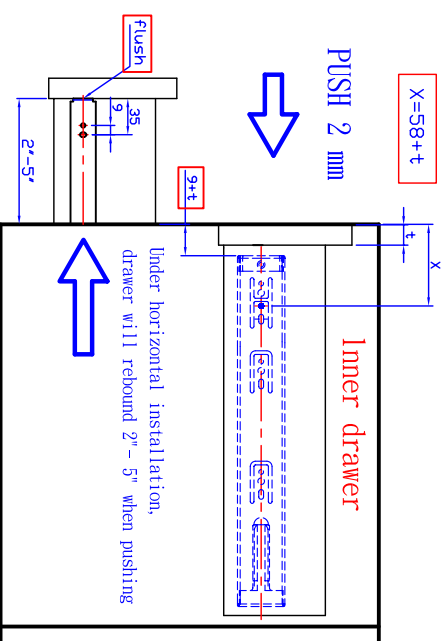 X=58+t
PUSH 2 mm
flush
9
35
2"-5"
9+t
t
X
Inner drawer
Under horizontal installation,
drawer will rebound 2"- 5" when pushing